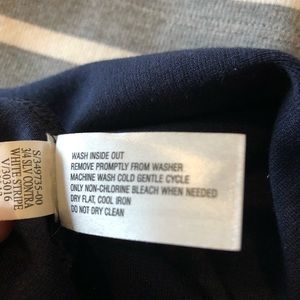 WASH INSIDE OUT
REMOVE PROMPTLY FROM WASHER
MACHINE WASH COLD GENTLE CYCLE
ONLY NON-CHLORINE BLEACH WHEN NEEDED
DRY FLAT, COOL IRON
DO NOT DRY CLEAN
WHITE STRIPE